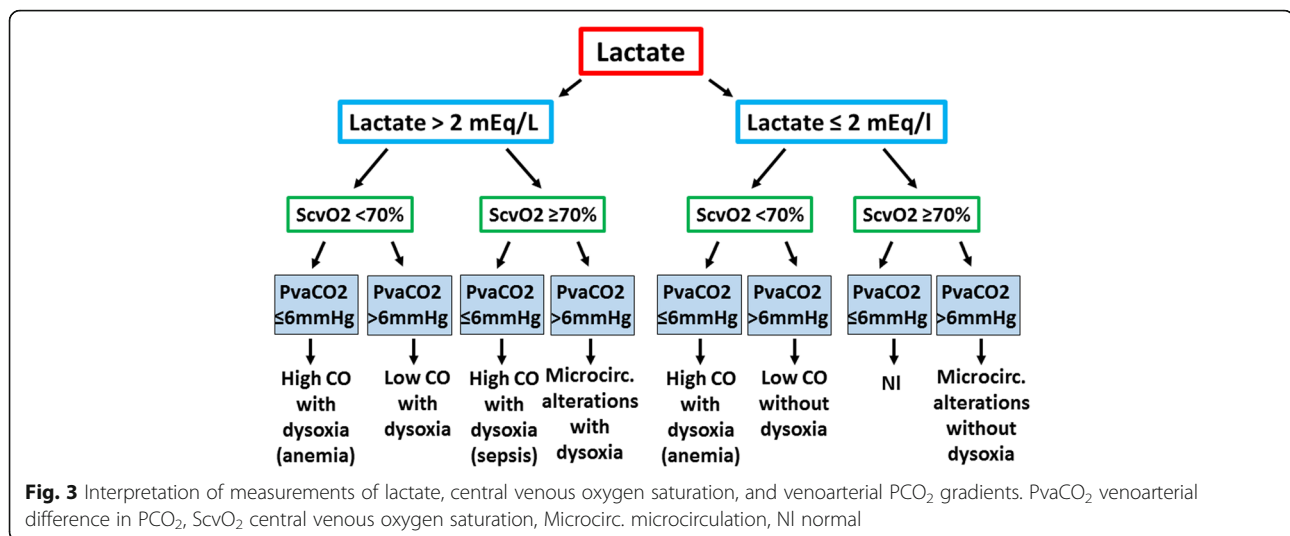 Lactate
Lactate > 2 mEq/L
Lactate ≤ 2 mEq/l
ScvO2 <70%
ScvO2 ≥70%
ScvO2 <70%
ScvO2 ≥70%
PvaCO2
≤6mmHg
PvaCO2
>6mmHg
PvaCO2
≤6mmHg
PvaCO2
>6mmHg
PvaCO2
≤6mmHg
PvaCO2
>6mmHg
PvaCO2
≤6mmHg
PvaCO2
>6mmHg
High CO
with
dysoxia
(anemia)
Low CO
with
dysoxia
High CO
with
dysoxia
(sepsis)
Microcirc.
alterations
with
dysoxia
High CO
with
dysoxia
(anemia)
Low CO
without
dysoxia
Nl
Microcirc.
alterations
without
dysoxia
Fig. 3 Interpretation of measurements of lactate, central venous oxygen saturation, and venoarterial PCO₂ gradients. PvaCO₂ venoarterial
difference in PCO₂, ScvO₂ central venous oxygen saturation, Microcirc. microcirculation, Nl normal